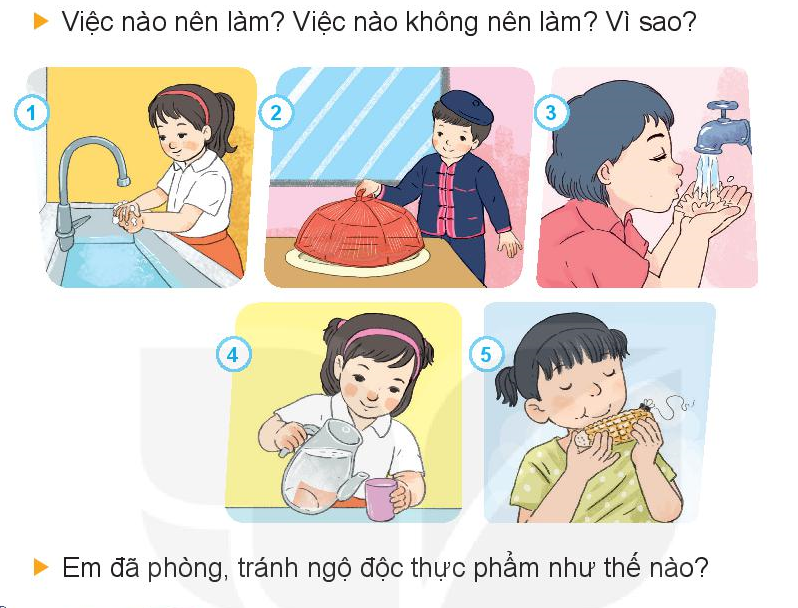 Việc nào nên làm? Việc nào không nên làm? Vì sao?
1
2
3
4
5
Em đã phòng, tránh ngộ độc thực phẩm như thế nào?